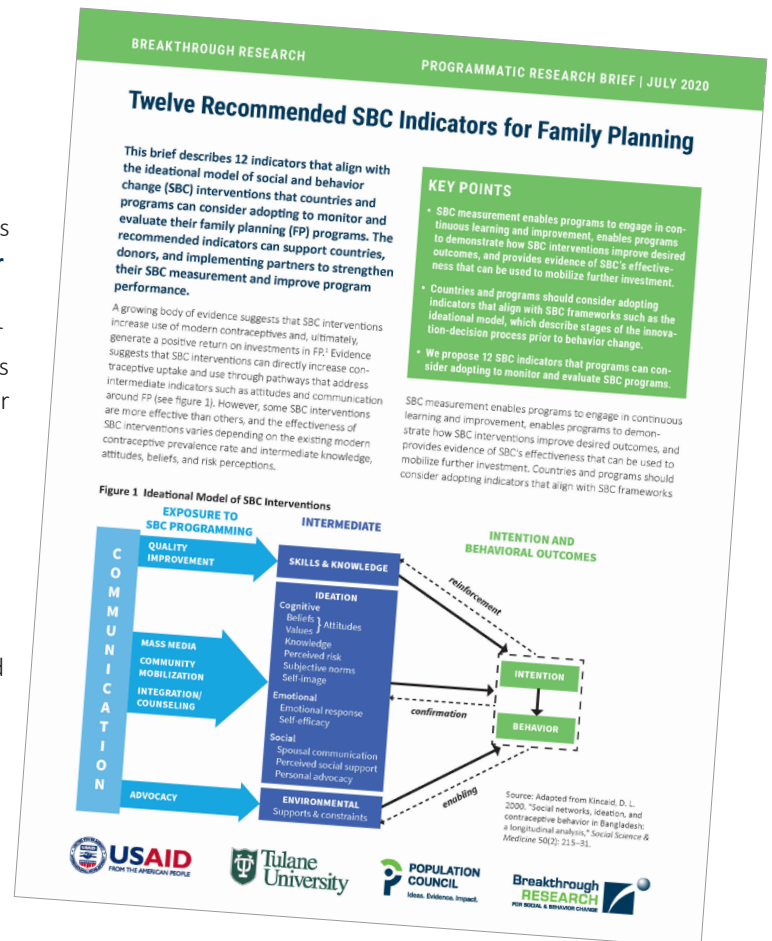 s
r
-
s
r
d
BREAKTHROUGH RESEARCH
PROGRAMMATIC RESEARCH BRIEF | JULY 2020
Twelve Recommended SBC Indicators for Family Planning
This brief describes 12 indicators that align with
the ideational model of social and behavior
change (SBC) interventions that countries and
programs can consider adopting to monitor and
evaluate their family planning (FP) programs. The
recommended indicators can support countries,
donors, and implementing partners to strengthen
their SBC measurement and improve program
performance.
A growing body of evidence suggests that SBC interventions
increase use of modern contraceptives and, ultimately,
generate a positive return on investments in FP.¹ Evidence
suggests that SBC interventions can directly increase con-
traceptive uptake and use through pathways that address
intermediate indicators such as attitudes and communication
around FP (see figure 1). However, some SBC interventions
are more effective than others, and the effectiveness of
SBC interventions varies depending on the existing modern
contraceptive prevalence rate and intermediate knowledge,
attitudes, beliefs, and risk perceptions.
KEY POINTS
• SBC measurement enables programs to engage in con-
tinuous learning and improvement, enables programs
to demonstrate how SBC interventions improve desired
outcomes, and provides evidence of SBC's effective-
ness that can be used to mobilize further investment.
• Countries and programs should consider adopting
indicators that align with SBC frameworks such as the
ideational model, which describe stages of the innova-
tion-decision process prior to behavior change.
• We propose 12 SBC indicators that programs can con-
sider adopting to monitor and evaluate SBC programs.
SBC measurement enables programs to engage in continuous
learning and improvement, enables programs to demon-
strate how SBC interventions improve desired outcomes, and
provides evidence of SBC's effectiveness that can be used to
mobilize further investment. Countries and programs should
consider adopting indicators that align with SBC frameworks
Figure 1 Ideational Model of SBC Interventions
EXPOSURE TO
SBC PROGRAMMING
INTERMEDIATE
INTENTION AND
BEHAVIORAL OUTCOMES
COMMUNICATION
QUALITY
IMPROVEMENT
MASS MEDIA
COMMUNITY
MOBILIZATION
INTEGRATION/
COUNSELING
ADVOCACY
SKILLS & KNOWLEDGE
IDEATION
Cognitive
Beliefs
Values } Attitudes
Knowledge
Perceived risk
Subjective norms
Self-image
Emotional
Emotional response
Self-efficacy
Social
Spousal communication
Perceived social support
Personal advocacy
ENVIRONMENTAL
Supports & constraints
reinforcement
confirmation
enabling
INTENTION
BEHAVIOR
Source: Adapted from Kincaid, D. L.
2000. "Social networks, ideation, and
contraceptive behavior in Bangladesh:
a longitudinal analysis," Social Science &
Medicine 50(2): 215–31.
USAID
FROM THE AMERICAN PEOPLE
Tulane
University
POPULATION
COUNCIL
Ideas. Evidence. Impact.
Breakthrough
RESEARCH
FOR SOCIAL & BEHAVIOR CHANGE